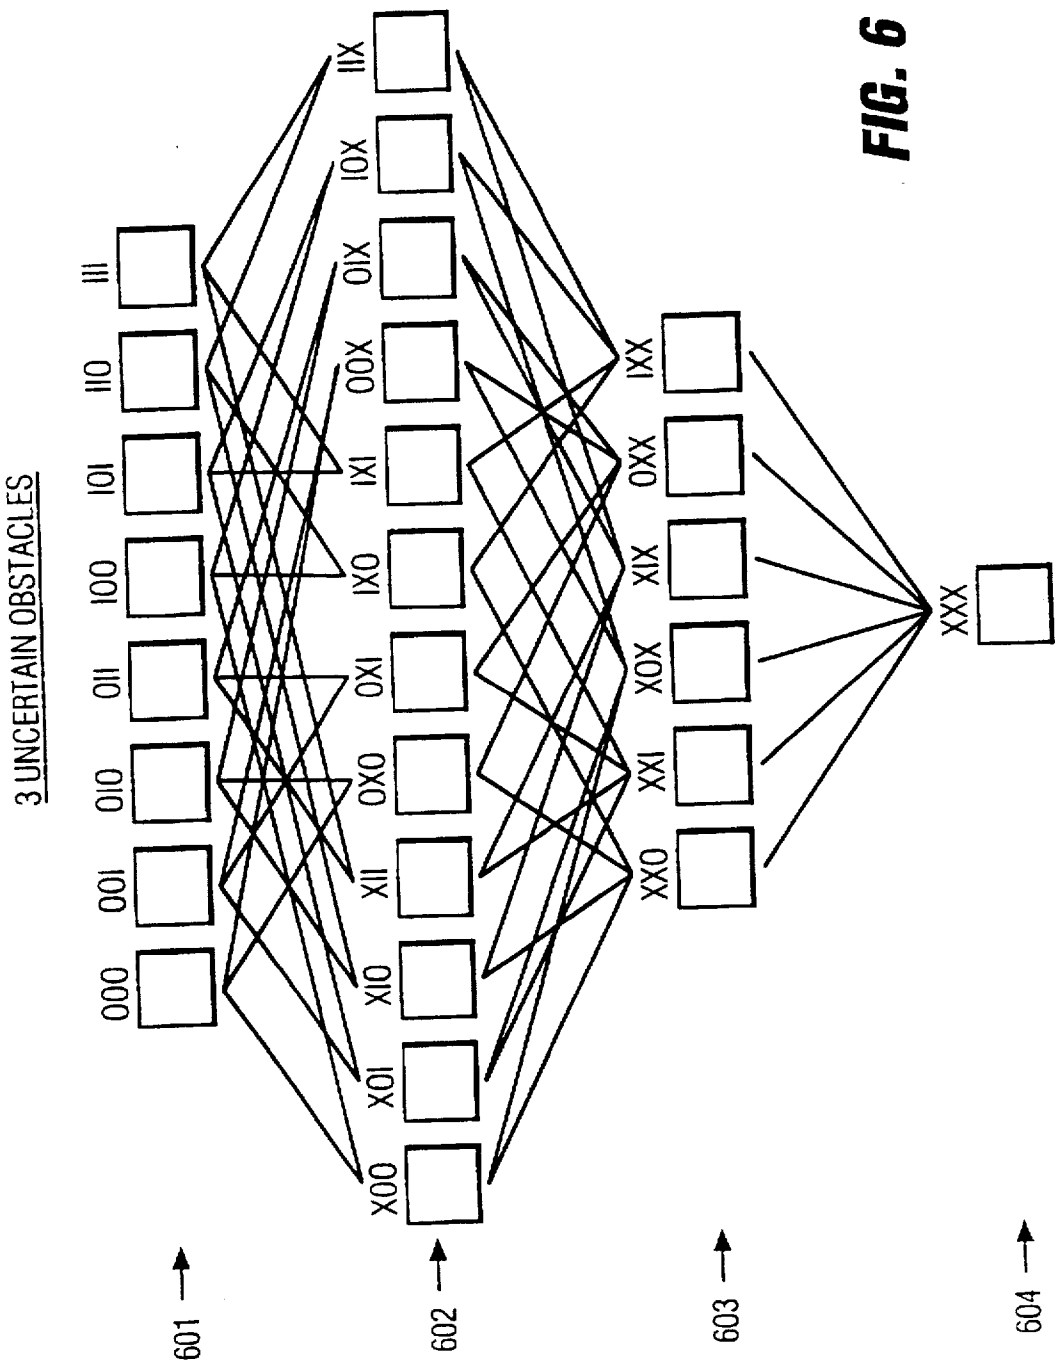 3 UNCERTAIN OBSTACLES
601 → 000 001 010 011 100 101 110 111
602 → X00 X01 X10 X11 0X0 0X1 1X0 1X1 00X 01X 10X 11X
603 → XX0 XX1 X0X X1X 0XX 1XX
604 → XXX
FIG. 6